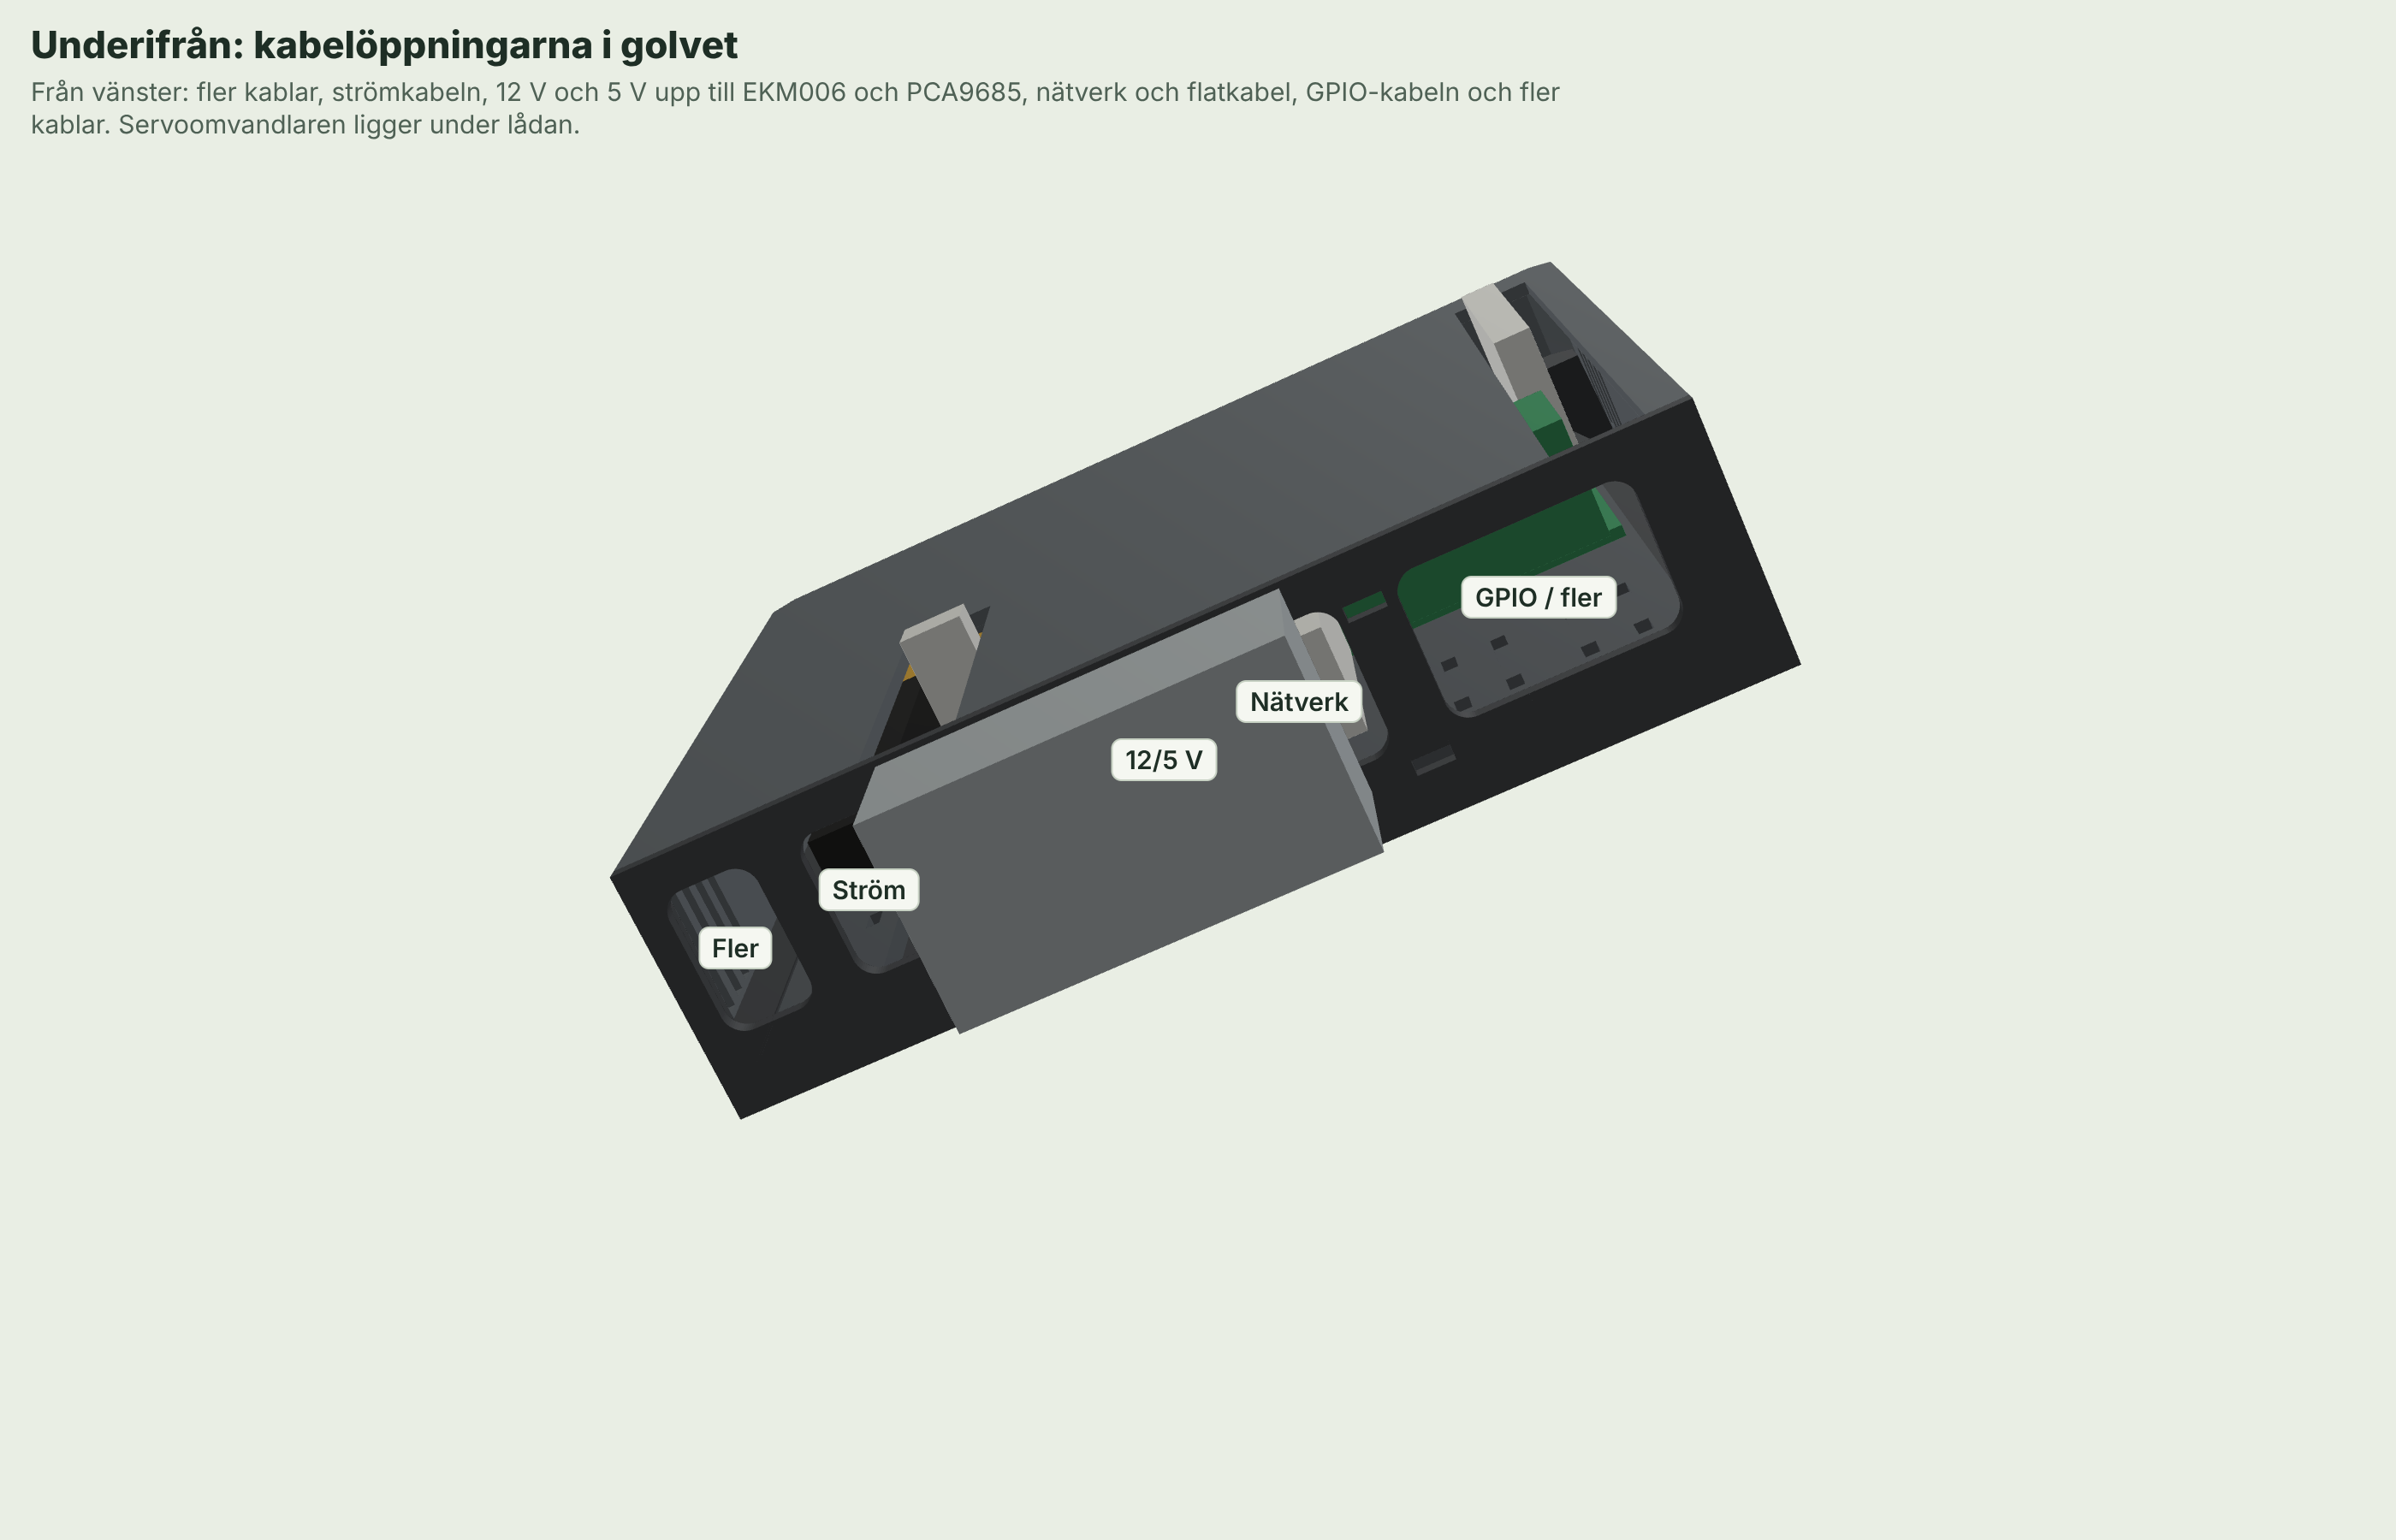 Underifrån: kabelöppningarna i golvet
Från vänster: fler kablar, strömkabeln, 12 V och 5 V upp till EKM006 och PCA9685, nätverk och flatkabel, GPIO-kabeln och fler
kablar. Servoomvandlaren ligger under lådan.
GPIO / fler
Nätverk
12/5 V
Ström
Fler